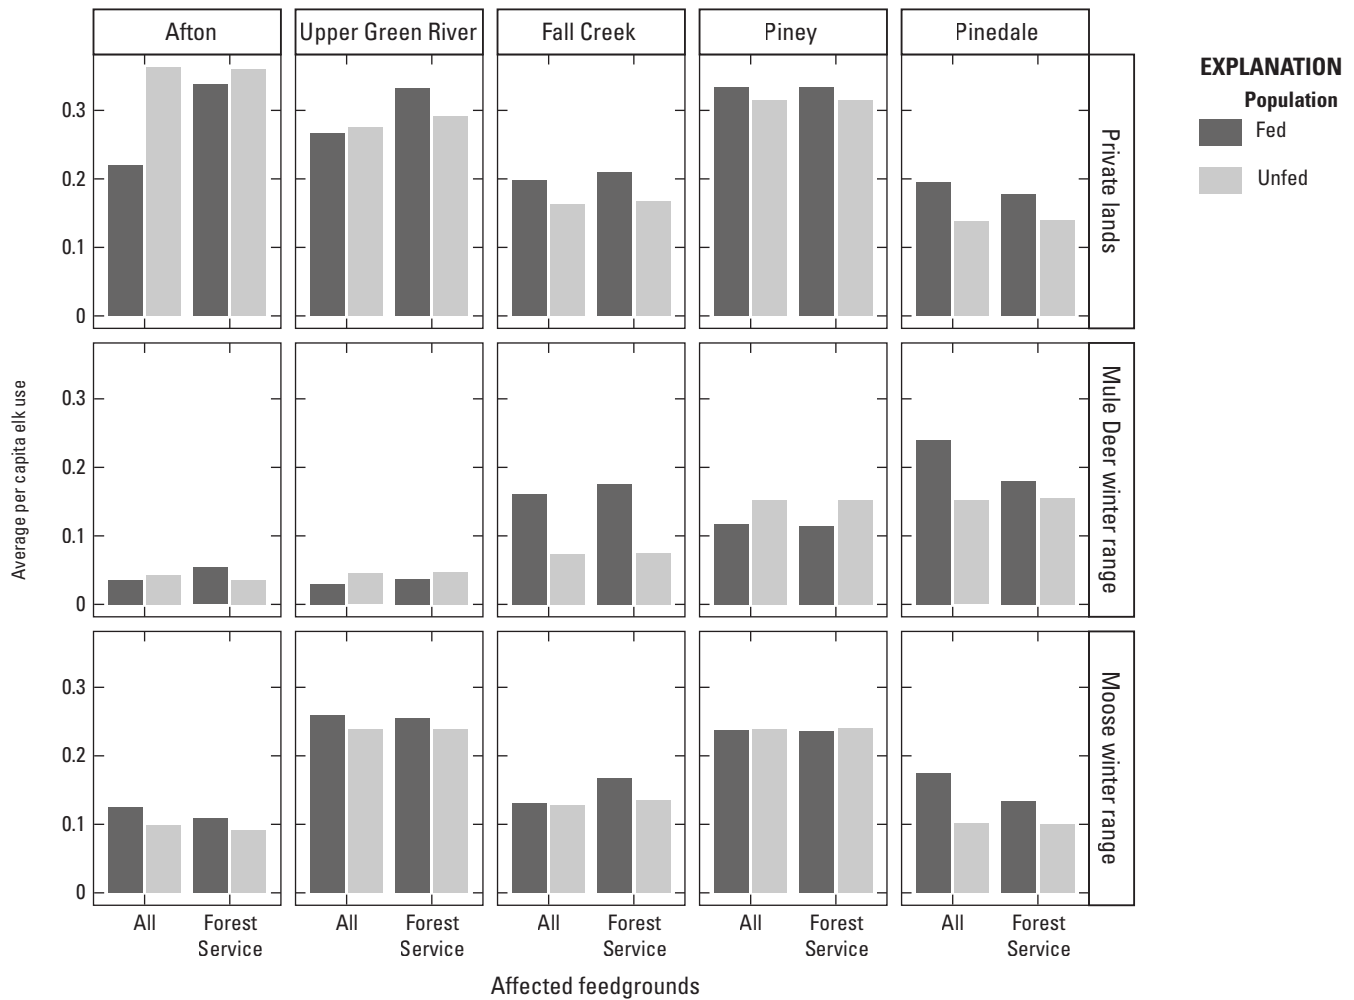 Afton
Upper Green River
Fall Creek
Piney
Pinedale
EXPLANATION
Population
Fed
Unfed
Average per capita elk use
0.3
0.2
0.1
0
Private lands
0.3
0.2
0.1
0
Mule Deer winter range
0.3
0.2
0.1
0
Moose winter range
All
Forest
Service
All
Forest
Service
All
Forest
Service
All
Forest
Service
All
Forest
Service
Affected feedgrounds